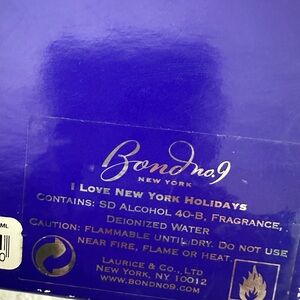 Bond no.9
NEW YORK
I LOVE NEW YORK HOLIDAYS
CONTAINS: SD ALCOHOL 40-B, FRAGRANCE,
DEIONIZED WATER
CAUTION: FLAMMABLE UNTIL DRY. DO NOT USE
NEAR FIRE, FLAME OR HEAT.
LAURICE & CO., LTD
NEW YORK, NY 10012
WWW.BONDNO9.COM
ML
0